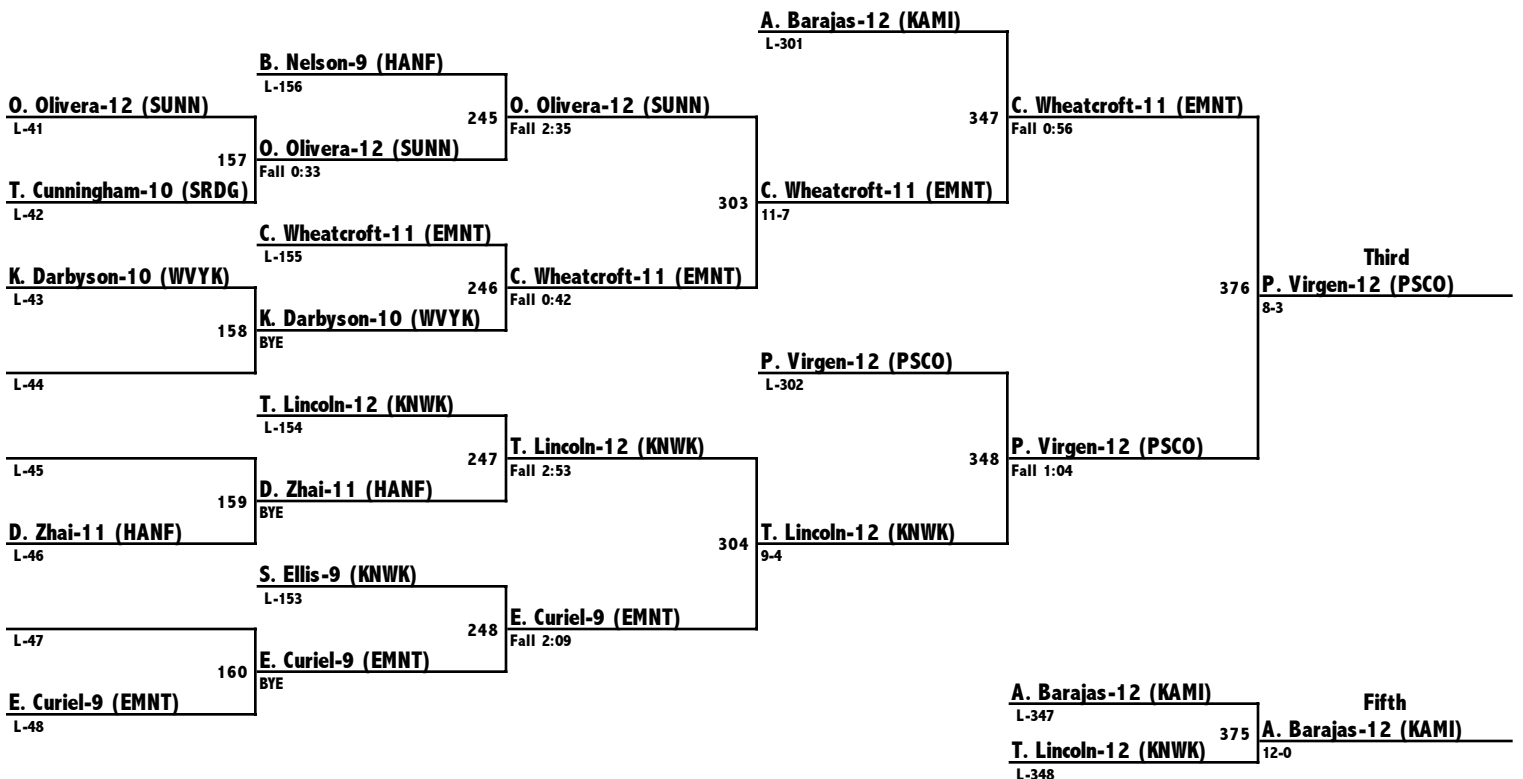 A. Barajas-12 (KAMI)
L-301
B. Nelson-9 (HANF)
L-156
O. Olivera-12 (SUNN)
L-41
245
O. Olivera-12 (SUNN)
Fall 2:35
347
C. Wheatcroft-11 (EMNT)
Fall 0:56
157
O. Olivera-12 (SUNN)
Fall 0:33
T. Cunningham-10 (SRDG)
L-42
303
C. Wheatcroft-11 (EMNT)
11-7
C. Wheatcroft-11 (EMNT)
L-155
K. Darbyson-10 (WVYK)
L-43
246
C. Wheatcroft-11 (EMNT)
Fall 0:42
Third
376
P. Virgen-12 (PSCO)
8-3
158
K. Darbyson-10 (WVYK)
BYE
L-44
P. Virgen-12 (PSCO)
L-302
T. Lincoln-12 (KNWK)
L-154
L-45
247
T. Lincoln-12 (KNWK)
Fall 2:53
348
P. Virgen-12 (PSCO)
Fall 1:04
159
D. Zhai-11 (HANF)
BYE
D. Zhai-11 (HANF)
L-46
304
T. Lincoln-12 (KNWK)
9-4
S. Ellis-9 (KNWK)
L-153
L-47
248
E. Curiel-9 (EMNT)
Fall 2:09
160
E. Curiel-9 (EMNT)
BYE
E. Curiel-9 (EMNT)
L-48
A. Barajas-12 (KAMI)
L-347
Fifth
375
A. Barajas-12 (KAMI)
12-0
T. Lincoln-12 (KNWK)
L-348